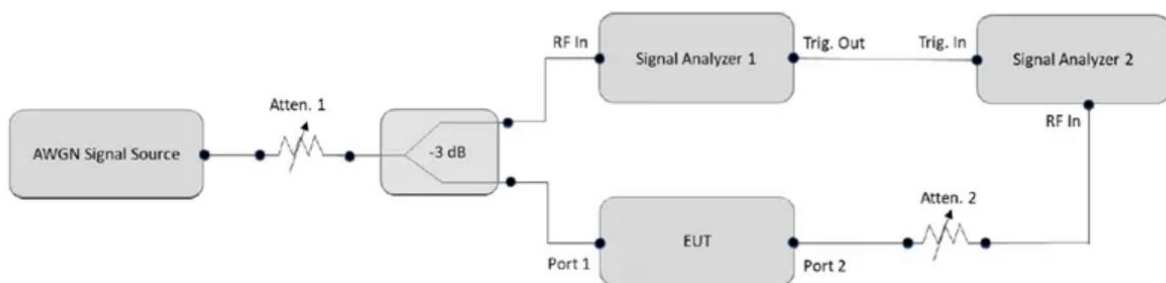 RF In
Signal Analyzer 1
Trig. Out
Trig. In
Signal Analyzer 2
RF In
Atten. 1
AWGN Signal Source
-3 dB
Atten. 2
EUT
Port 1
Port 2